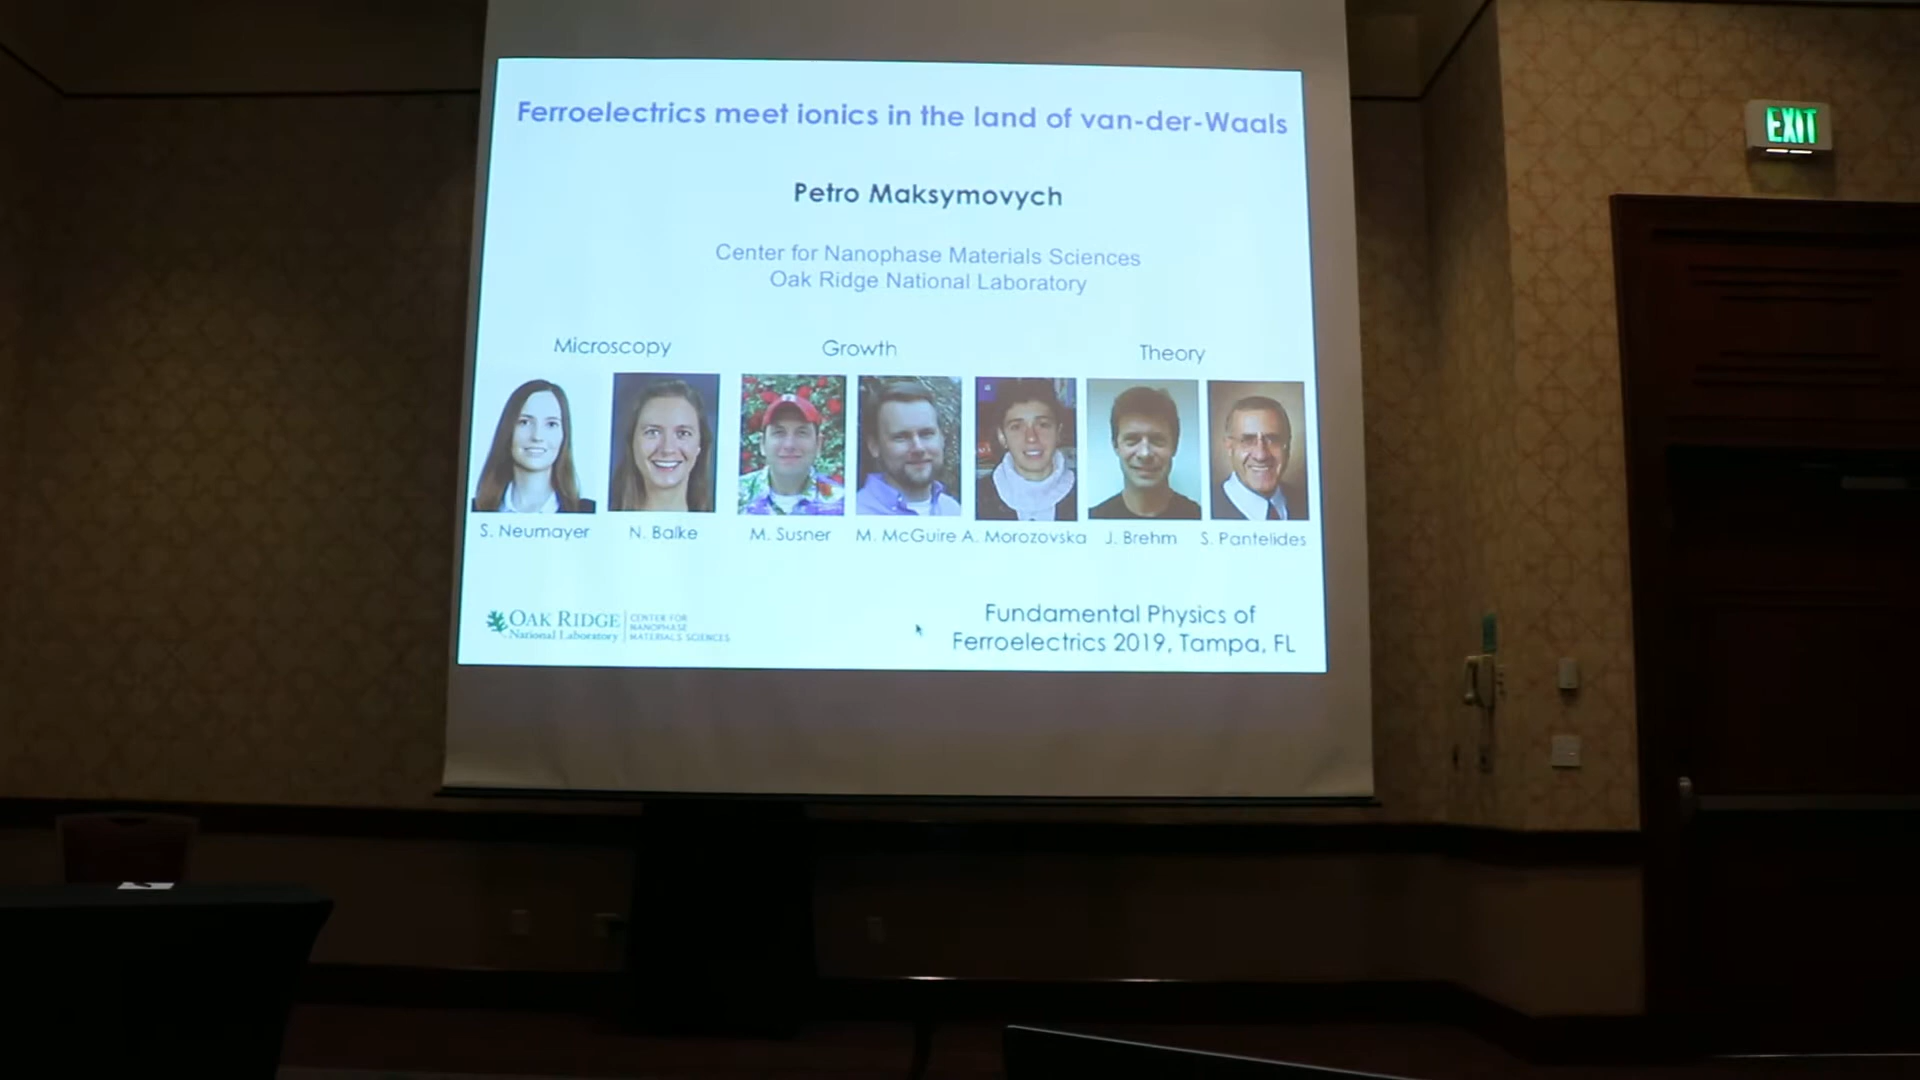 Ferroelectrics meet ionics in the land of van-der-Waals
Petro Maksymovych
Center for Nanophase Materials Sciences
Oak Ridge National Laboratory
Microscopy Growth Theory
S. Neumayer N. Balke M. Susner M. McGuire A. Morozovska J. Brehm S. Pantelides
OAK RIDGE
National Laboratory
CENTER FOR
NANOPHASE
MATERIALS SCIENCES
Fundamental Physics of
Ferroelectrics 2019, Tampa, FL
EXIT